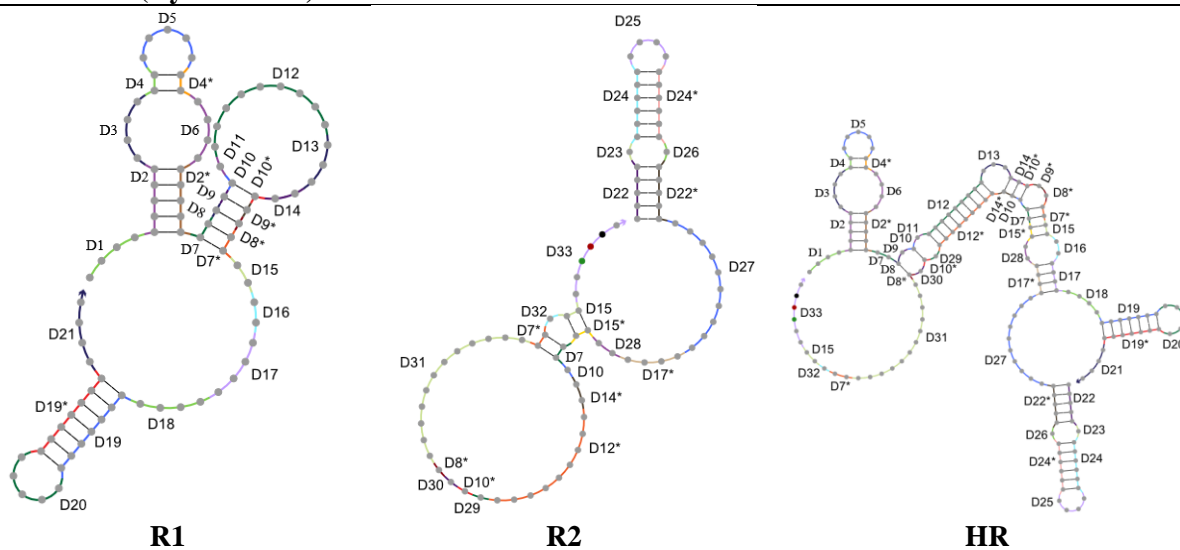 D5
D4 D4*
D3 D6
D2 D2*
D1
D12
D11
D10 D10*
D13
D9
D8
D14
D9*
D8*
D7
D7*
D15
D16
D17
D18
D21
D19*
D19
D20
R1
D25
D24 D24*
D23 D26
D22 D22*
D33
D27
D32 D15
D7* D15*
D7 D28
D31 D10 D17*
D14*
D12*
D8*
D30
D10*
D29
R2
D5
D4 D4*
D3 D6
D2 D2*
D1
D7
D8
D9
D10
D11
D12
D13
D14
D10*
D9*
D8*
D14*
D10
D7
D7*
D15*
D15
D16
D12*
D29
D10*
D30
D8*
D28
D17*
D17
D18
D19
D19*
D20
D33
D31
D15
D32
D7*
D27
D21
D22* D22
D26 D23
D24* D24
D25
HR